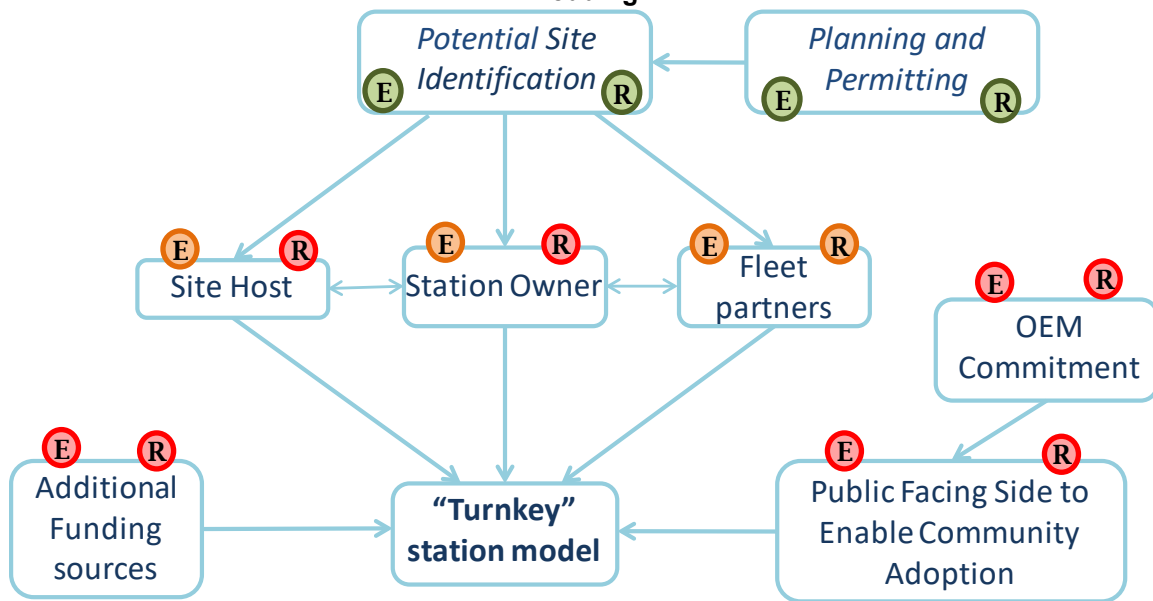 Potential Site
Identification
E
R
Planning and
Permitting
E
R
E
R
Site Host
E
R
Station Owner
E
R
Fleet
partners
E
R
OEM
Commitment
E
R
Additional
Funding
sources
“Turnkey”
station model
E
R
Public Facing Side to
Enable Community
Adoption